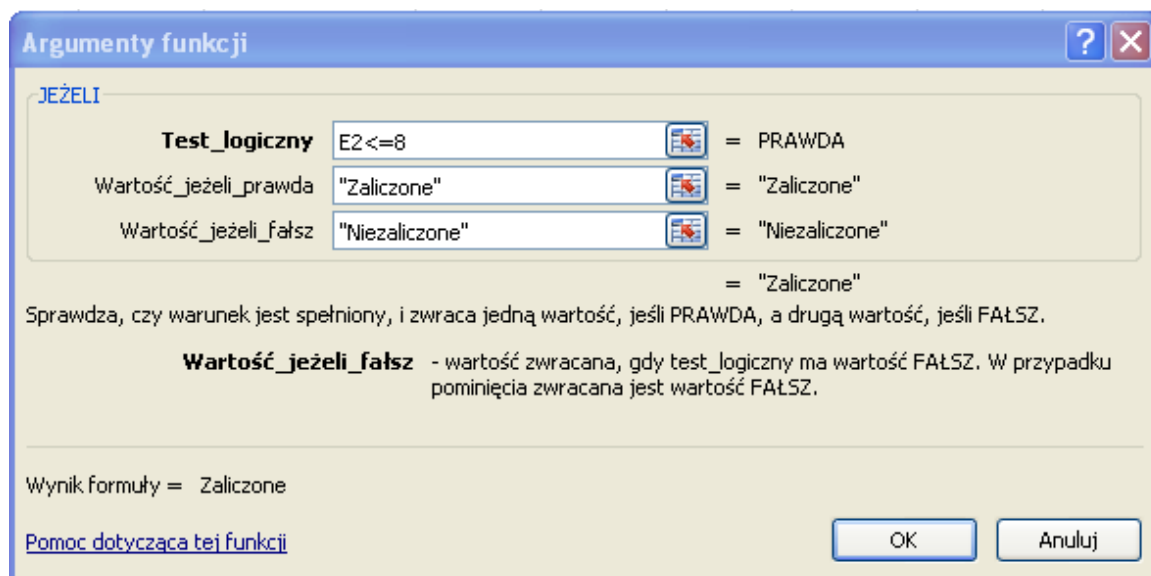 Argumenty funkcji
JEŻELI
Test_logiczny E2<=8 = PRAWDA
Wartość_jeżeli_prawda "Zaliczone" = "Zaliczone"
Wartość_jeżeli_fałsz "Niezaliczone" = "Niezaliczone"
= "Zaliczone"
Sprawdza, czy warunek jest spełniony, i zwraca jedną wartość, jeśli PRAWDA, a drugą wartość, jeśli FAŁSZ.
Wartość_jeżeli_fałsz - wartość zwracana, gdy test_logiczny ma wartość FAŁSZ. W przypadku
pominięcia zwracana jest wartość FAŁSZ.
Wynik formuły = Zaliczone
Pomoc dotycząca tej funkcji OK Anuluj